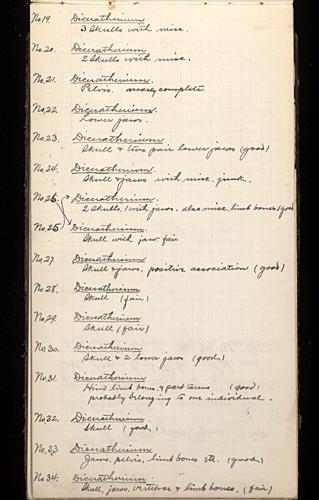 No.19. Diceratherium
3 Skulls with misc.
No.20. Diceratherium
2 Skulls with misc.
No.21. Diceratherium
Pelvis. nearly complete
No.22. Diceratherium
Lower jaws.
No.23. Diceratherium
Skull & two pair lower jaws (good)
No.24. Diceratherium
Skull & jaws with misc. junk.
No.26. Diceratherium
2 Skulls, 1 with jaws. also misc. limb bones (good
No.25 Diceratherium
Skull with jaw fair
No.27. Diceratherium
Skull & jaws, positive association (good)
No.28. Diceratherium
Skull (fair)
No.29. Diceratherium
Skull (fair)
No.30. Diceratherium
Skull & 2 lower jaws (good)
No.31. Diceratherium
Hind limb bones, & part (good)
probably belonging to one individual.
No.32. Diceratherium
Skull (good)
No.33. Diceratherium
Jaws, pelvis, limb bones etc. (good)
No.34. Diceratherium
Skull, jaws, vertebrae & limb bones. (fair)